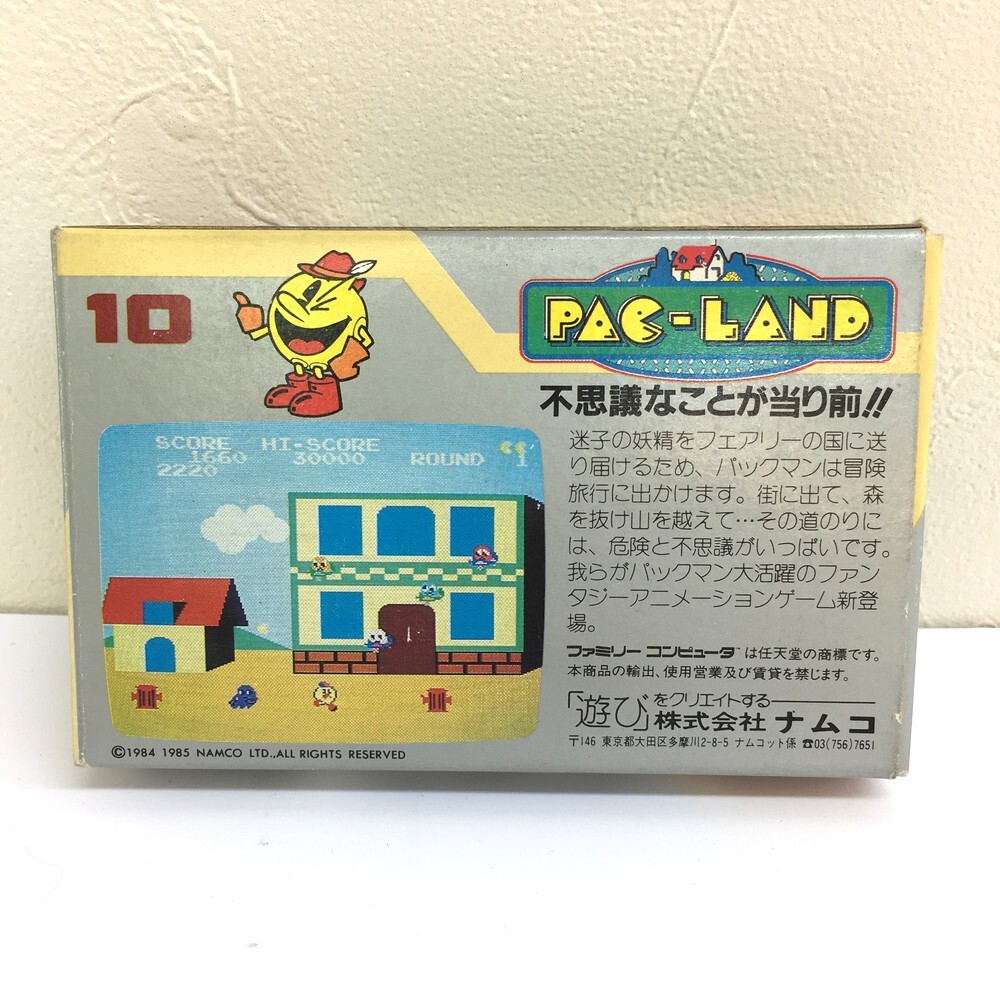 10
PAC-LAND
不思議なことが当り前!!
SCORE HI-SCORE
1660 30000 ROUND 1
2220
迷子の妖精をフェアリーの国に送
り届けるため、パックマンは冒険
旅行に出かけます。街に出て、森
を抜け山を越えて…その道のりに
は、危険と不思議がいっぱいです。
我らがパックマン大活躍のファン
タジーアニメーションゲーム新登
場。
ファミリー コンピュータ™は任天堂の商標です。
本商品の輸出、使用営業及び賃貸を禁じます。
「遊び」をクリエイトする
株式会社 ナムコ
〒146 東京都大田区多摩川2-8-5 ナムコット係 ☎03(756)7651
©1984 1985 NAMCO LTD.,ALL RIGHTS RESERVED